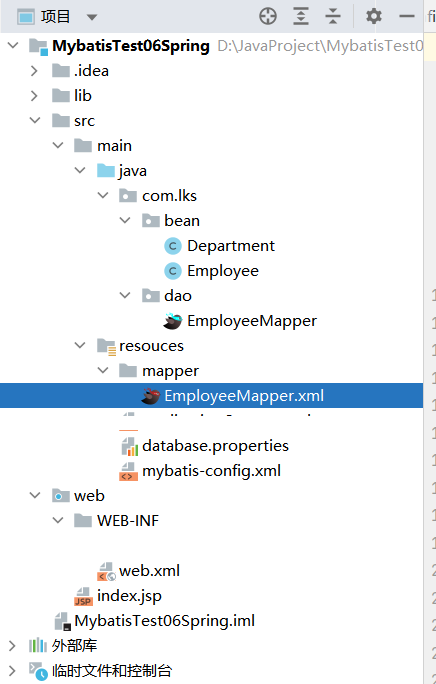 项目
fi
MybatisTest06Spring D:\JavaProject\MybatisTest0
.idea
lib
src
main
java
com.lks
bean
C Department
C Employee
dao
EmployeeMapper
resouces
mapper
EmployeeMapper.xml
database.properties
mybatis-config.xml
web
WEB-INF
web.xml
JSP index.jsp
MybatisTest06Spring.iml
外部库
临时文件和控制台